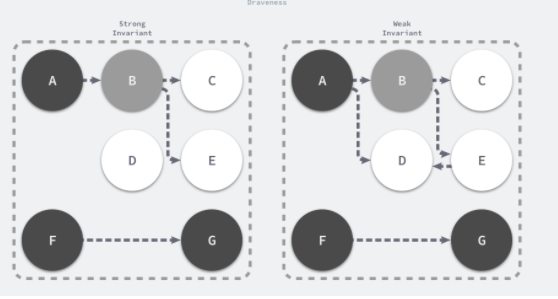 Draveness
Strong
Invariant
Weak
Invariant
A
B
C
A
B
C
D
E
D
E
F
G
F
G